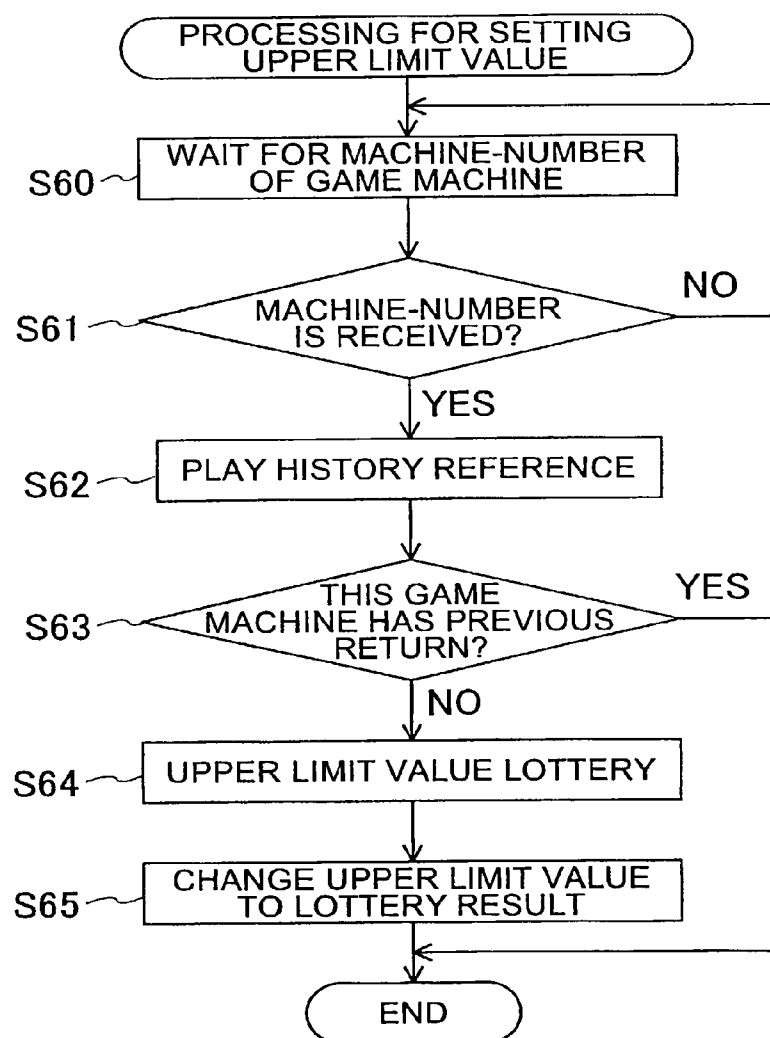 PROCESSING FOR SETTING
UPPER LIMIT VALUE
S60
WAIT FOR MACHINE-NUMBER
OF GAME MACHINE
S61
MACHINE-NUMBER
IS RECEIVED?
NO
YES
S62
PLAY HISTORY REFERENCE
S63
THIS GAME
MACHINE HAS PREVIOUS
RETURN?
YES
NO
S64
UPPER LIMIT VALUE LOTTERY
S65
CHANGE UPPER LIMIT VALUE
TO LOTTERY RESULT
END